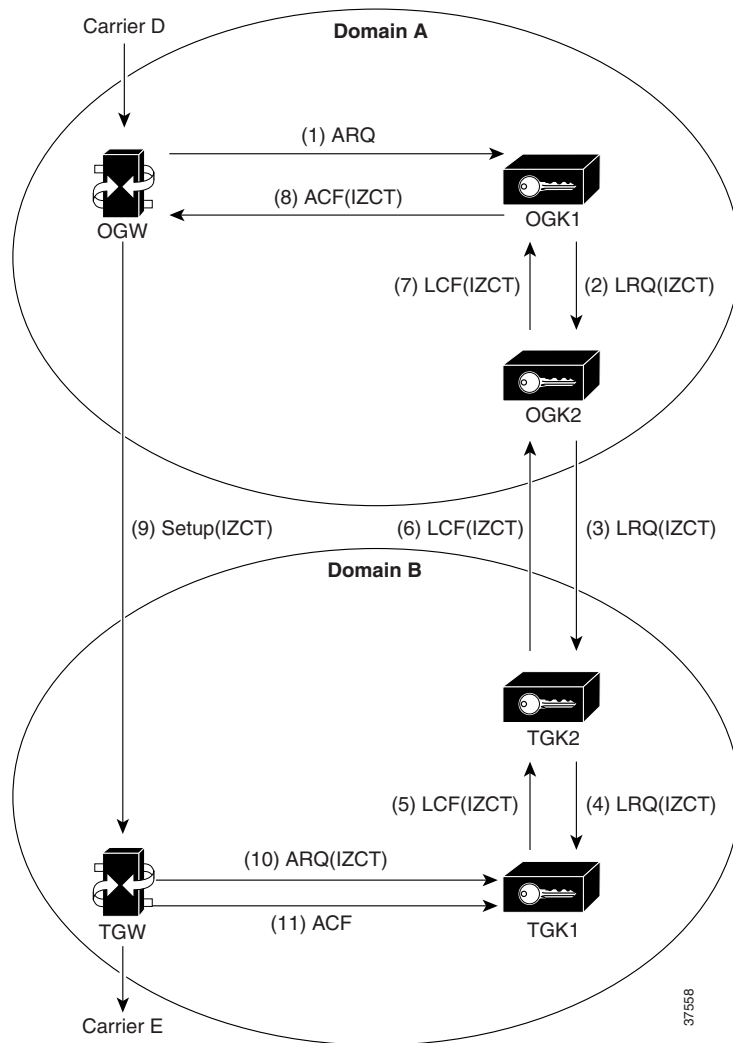 Carrier D
Domain A
(1) ARQ
(8) ACF(IZCT)
OGW
OGK1
(7) LCF(IZCT)
(2) LRQ(IZCT)
OGK2
(9) Setup(IZCT)
(6) LCF(IZCT)
(3) LRQ(IZCT)
Domain B
TGK2
(5) LCF(IZCT)
(4) LRQ(IZCT)
(10) ARQ(IZCT)
(11) ACF
TGW
TGK1
Carrier E
37558